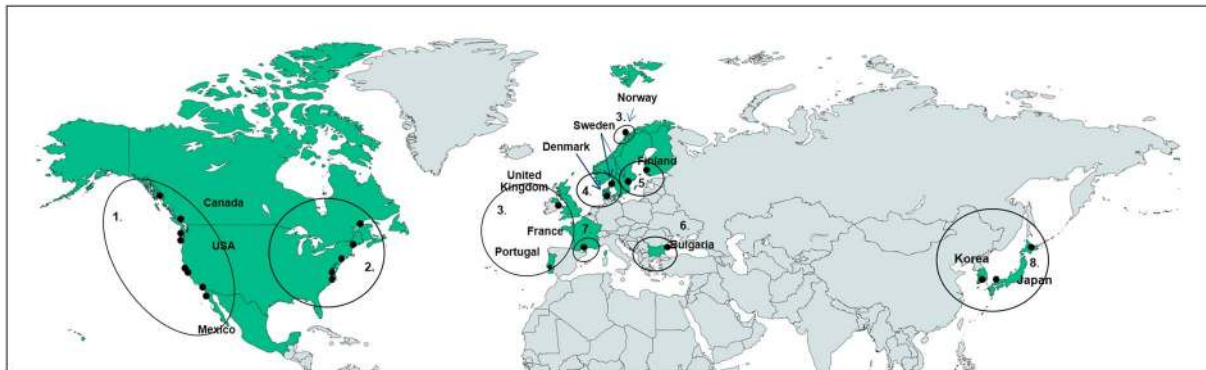 Norway
3.
Sweden
Denmark
Finland
United
Kingdom
4.
5.
1.
Canada
3.
USA
France
7
6.
Bulgaria
Portugal
2.
Korea
8.
Japan
Mexico